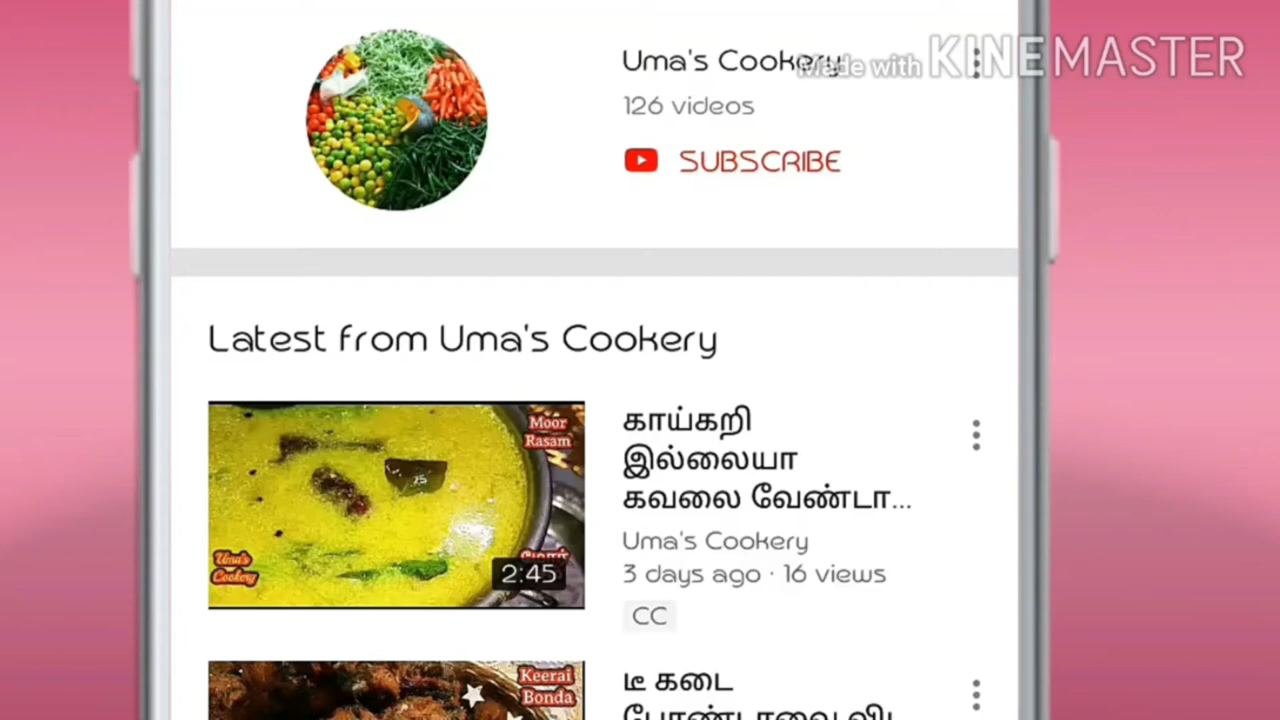 Uma's Cookery
Made with KINEMASTER
126 videos
SUBSCRIBE
Latest from Uma's Cookery
Moor
Rasam
Uma's
Cookery
மோர்
2:45
காய்கறி
இல்லையா
கவலை வேண்டா...
Uma's Cookery
3 days ago · 16 views
CC
Keerai
Bonda
டீ கடை